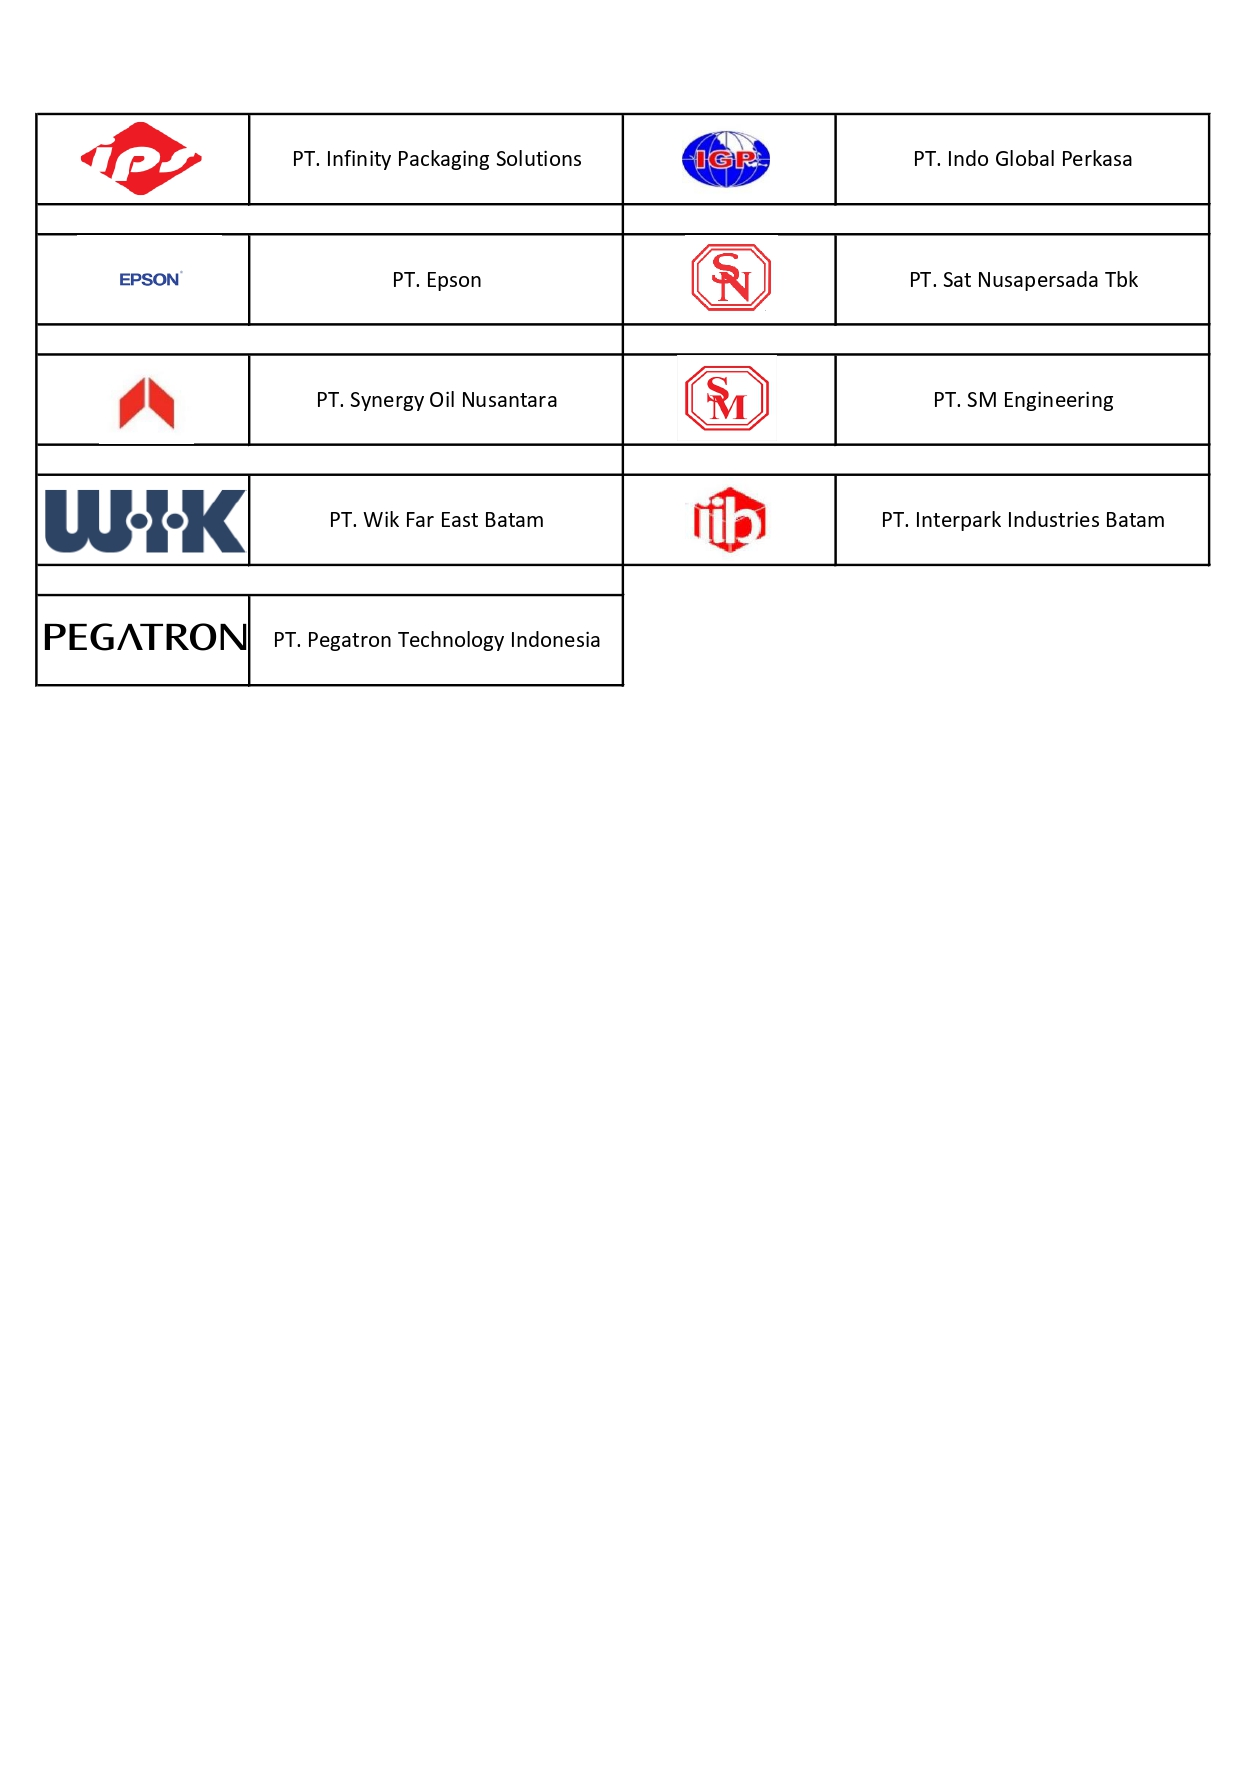 ips PT. Infinity Packaging Solutions IGP PT. Indo Global Perkasa
EPSON PT. Epson SN PT. Sat Nusapersada Tbk
PT. Synergy Oil Nusantara SM PT. SM Engineering
WIK PT. Wik Far East Batam iib PT. Interpark Industries Batam
PEGATRON PT. Pegatron Technology Indonesia